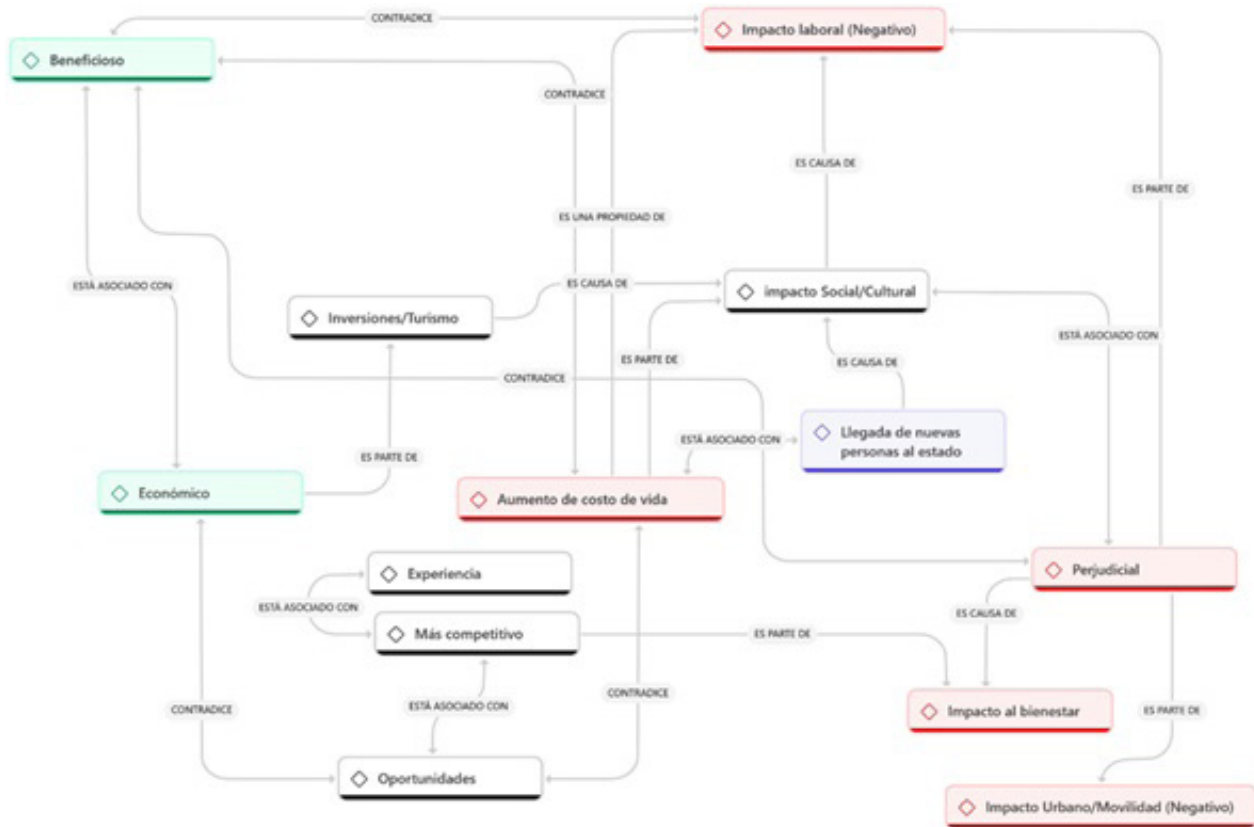 CONTRADICE
Impacto laboral (Negativo)
Beneficioso
CONTRADICE
ES CAUSA DE
ES PARTE DE
ES UNA PROPIEDAD DE
ESTÁ ASOCIADO CON
ES CAUSA DE
impacto Social/Cultural
Inversiones/Turismo
ESTÁ ASOCIADO CON
ES PARTE DE
ES CAUSA DE
CONTRADICE
Llegada de nuevas
personas al estado
ESTÁ ASOCIADO CON
ES PARTE DE
Económico
Aumento de costo de vida
Experiencia
Perjudicial
ESTÁ ASOCIADO CON
ES CAUSA DE
Más competitivo
ES PARTE DE
CONTRADICE
ESTÁ ASOCIADO CON
CONTRADICE
Impacto al bienestar
ES PARTE DE
Oportunidades
Impacto Urbano/Movilidad (Negativo)